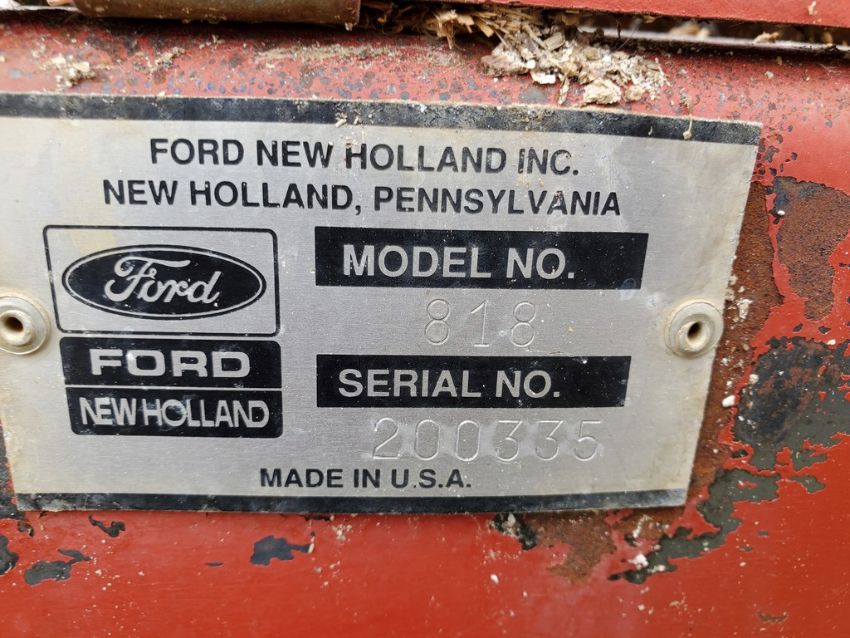 FORD NEW HOLLAND INC.
NEW HOLLAND, PENNSYLVANIA
Ford
FORD
NEW HOLLAND
MODEL NO.
818
SERIAL NO.
200335
MADE IN U.S.A.